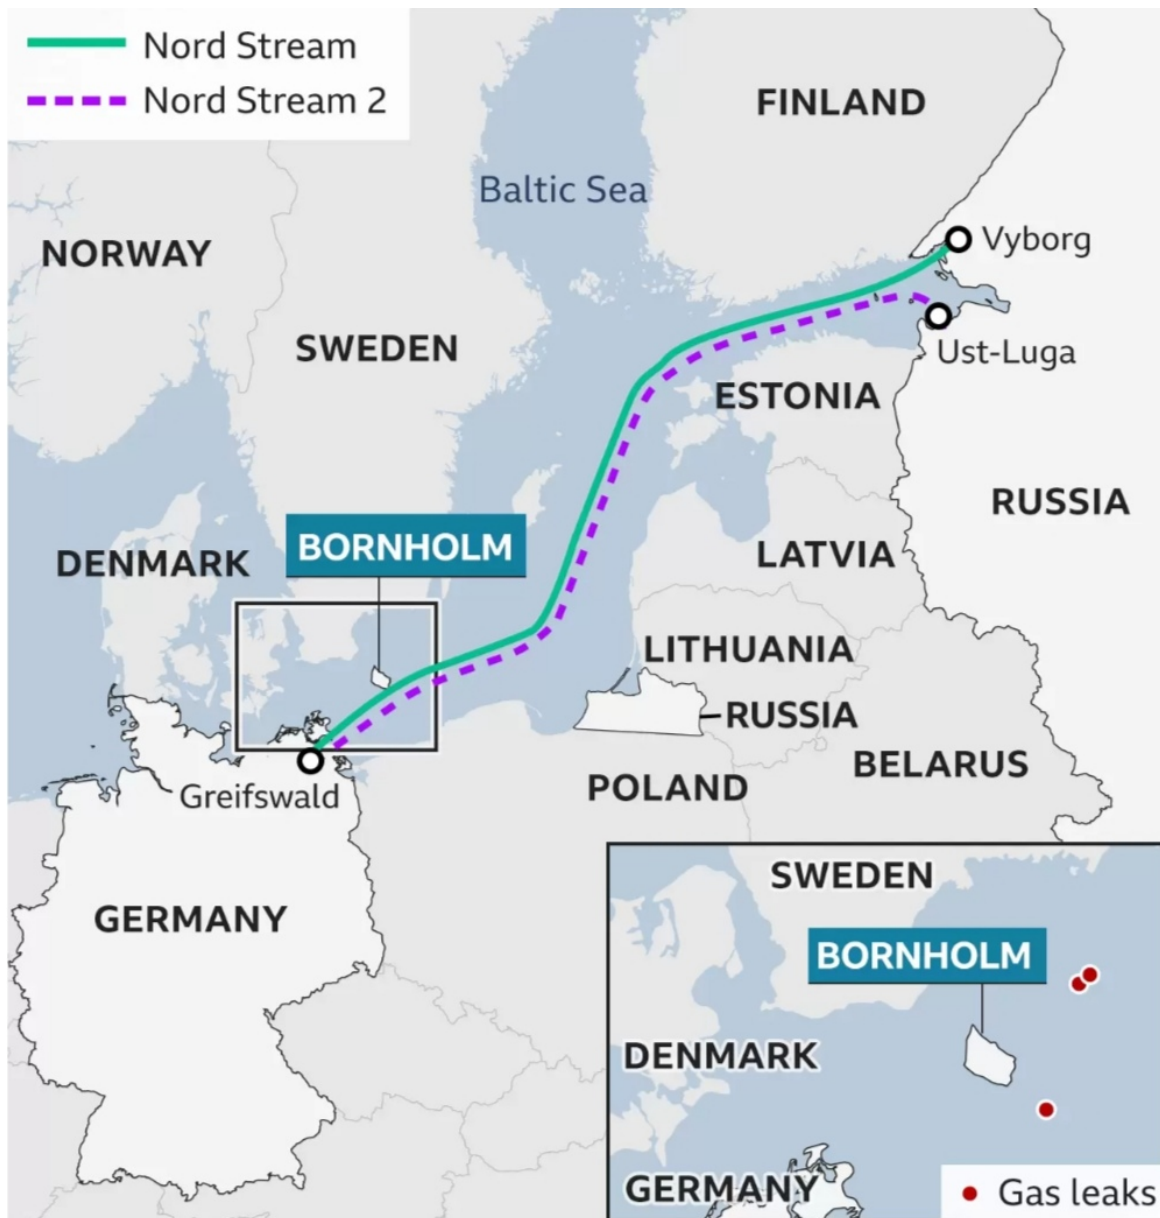 Nord Stream
Nord Stream 2
FINLAND
Baltic Sea
NORWAY
Vyborg
SWEDEN
Ust-Luga
ESTONIA
RUSSIA
BORNHOLM
DENMARK
LATVIA
LITHUANIA
RUSSIA
BELARUS
POLAND
Greifswald
GERMANY
SWEDEN
BORNHOLM
DENMARK
GERMANY
Gas leaks